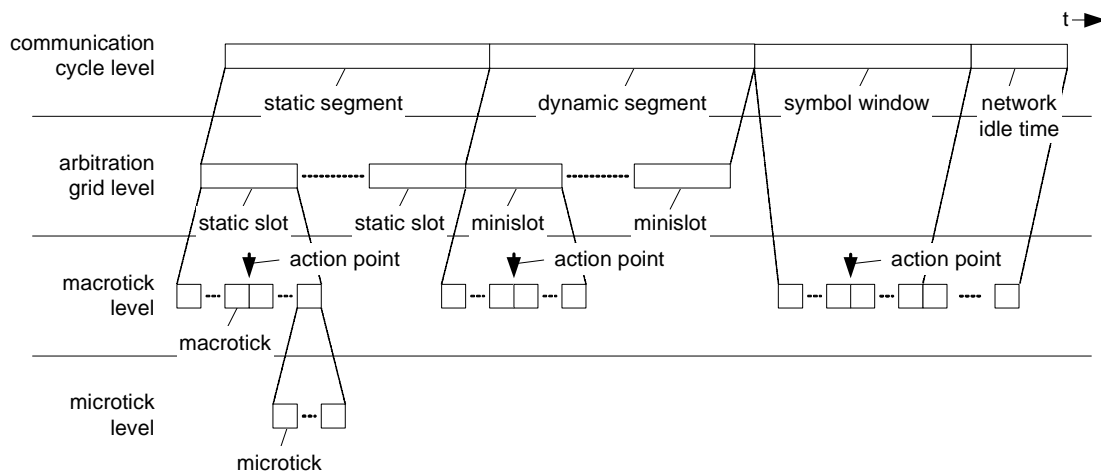 t
communication
cycle level
static segment
dynamic segment
symbol window
network
idle time
arbitration
grid level
static slot
static slot
minislot
minislot
action point
action point
action point
macrotick
level
macrotick
microtick
level
microtick